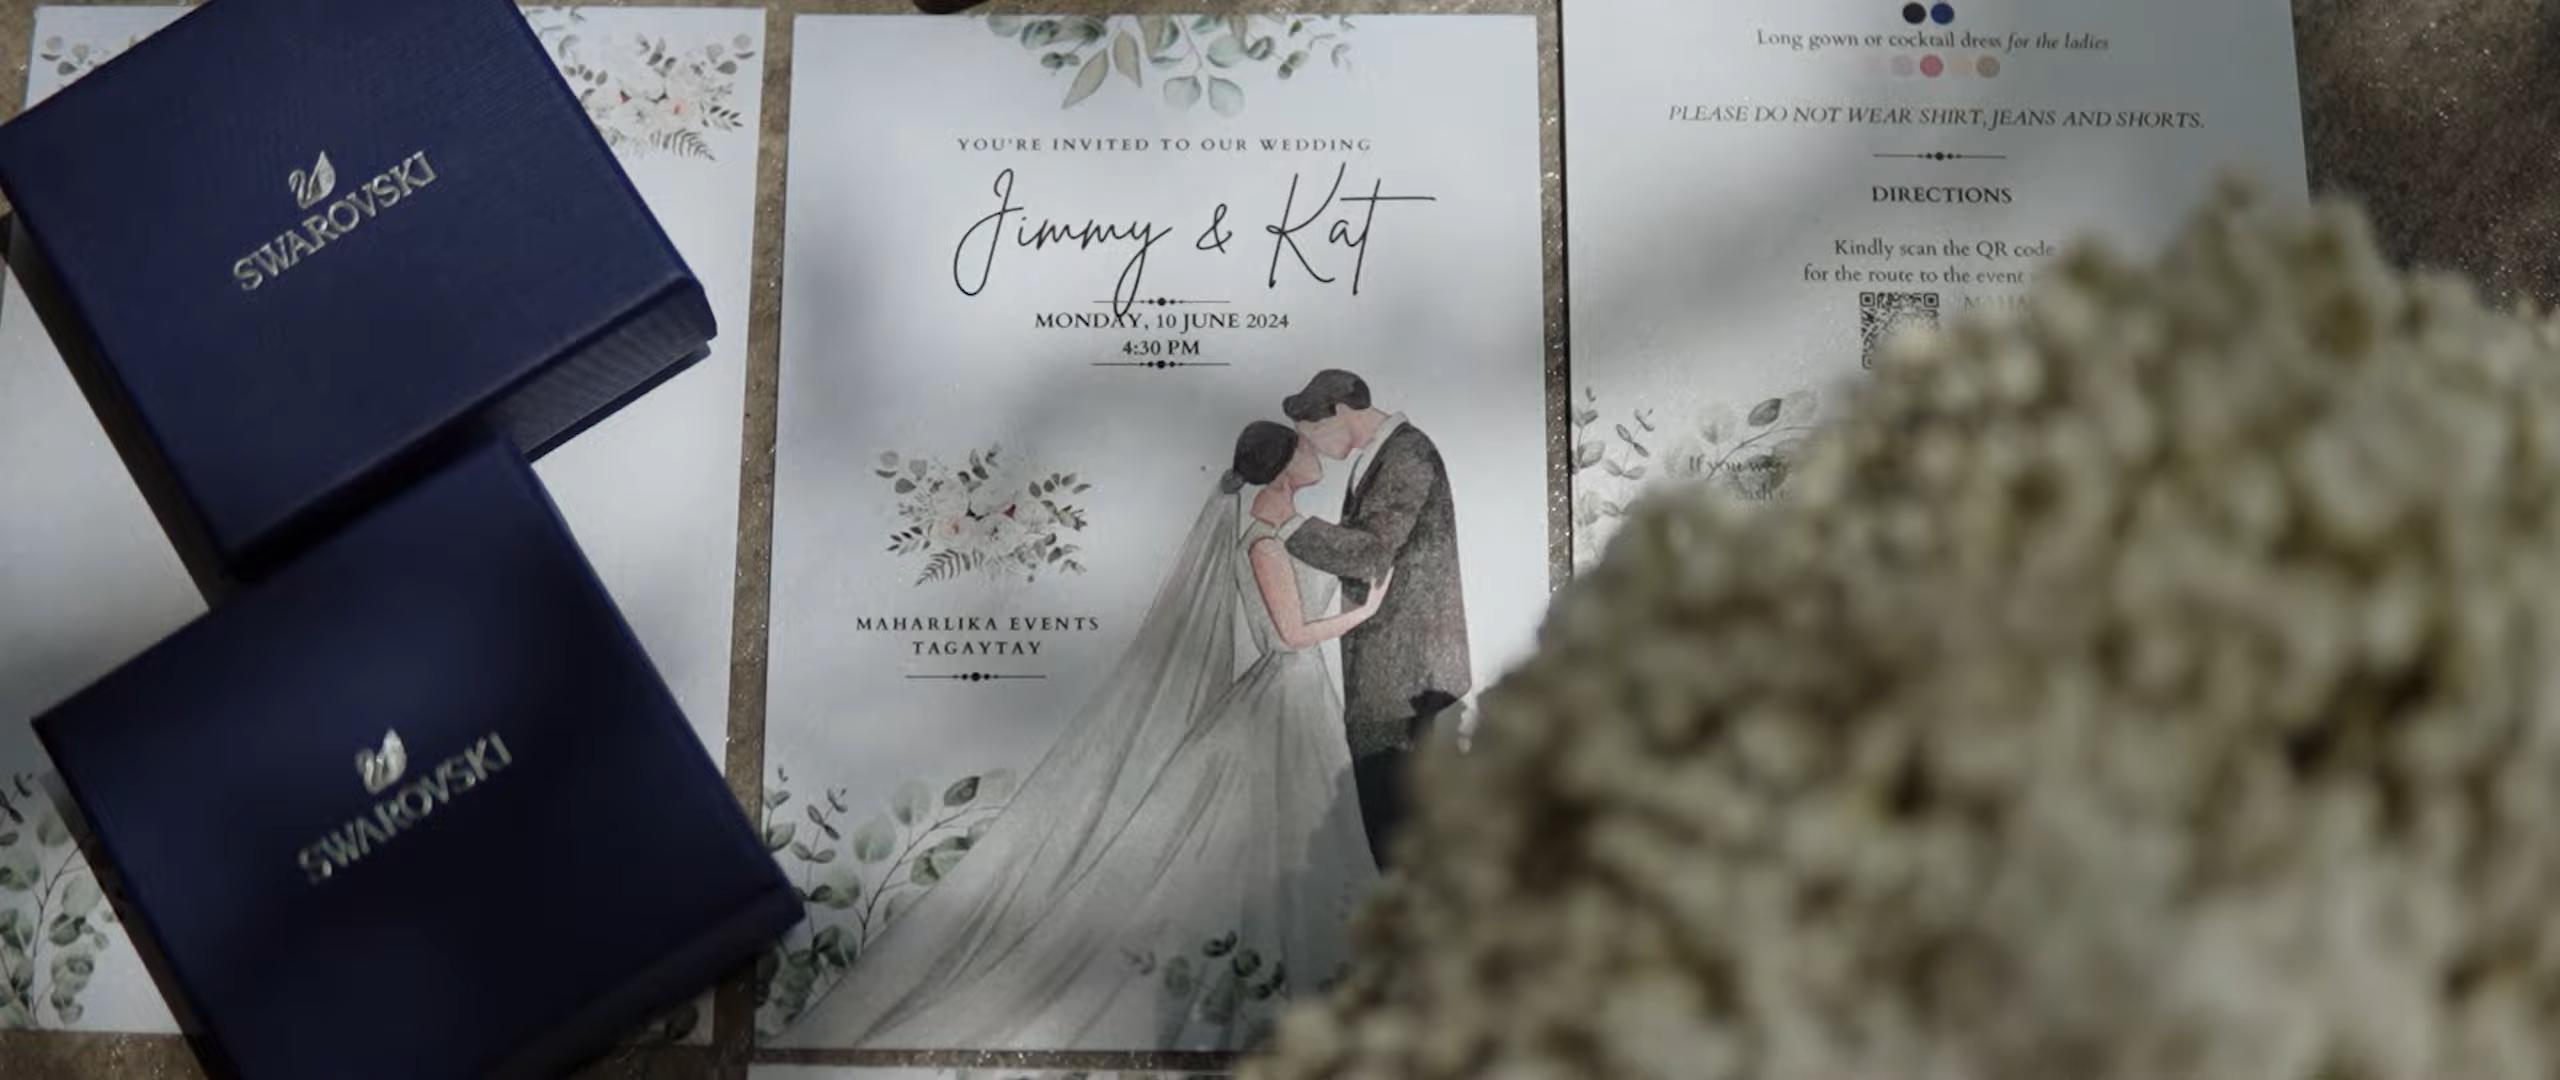 SWAROVSKI
SWAROVSKI
YOU'RE INVITED TO OUR WEDDING
Jimmy & Kat
MONDAY, 10 JUNE 2024
4:30 PM
MAHARLIKA EVENTS
TAGAYTAY
Long gown or cocktail dress for the ladies
PLEASE DO NOT WEAR SHIRT, JEANS AND SHORTS.
DIRECTIONS
Kindly scan the QR code
for the route to the event
If you